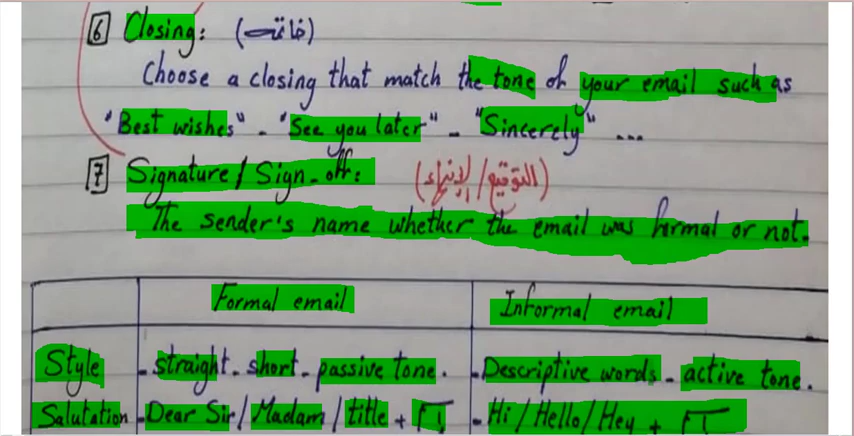 6 Closing: (خاتمة)
Choose a closing that match the tone of your email such as
"Best wishes" - "See you later" - "Sincerely" ...
7 Signature / Sign-off: (التوقيع/الإنهاء)
The sender's name whether the email was formal or not.
Formal email Informal email
Style - straight - short - passive tone. - Descriptive words - active tone.
Salutation - Dear Sir / Madam / title + - Hi / Hello / Hey +